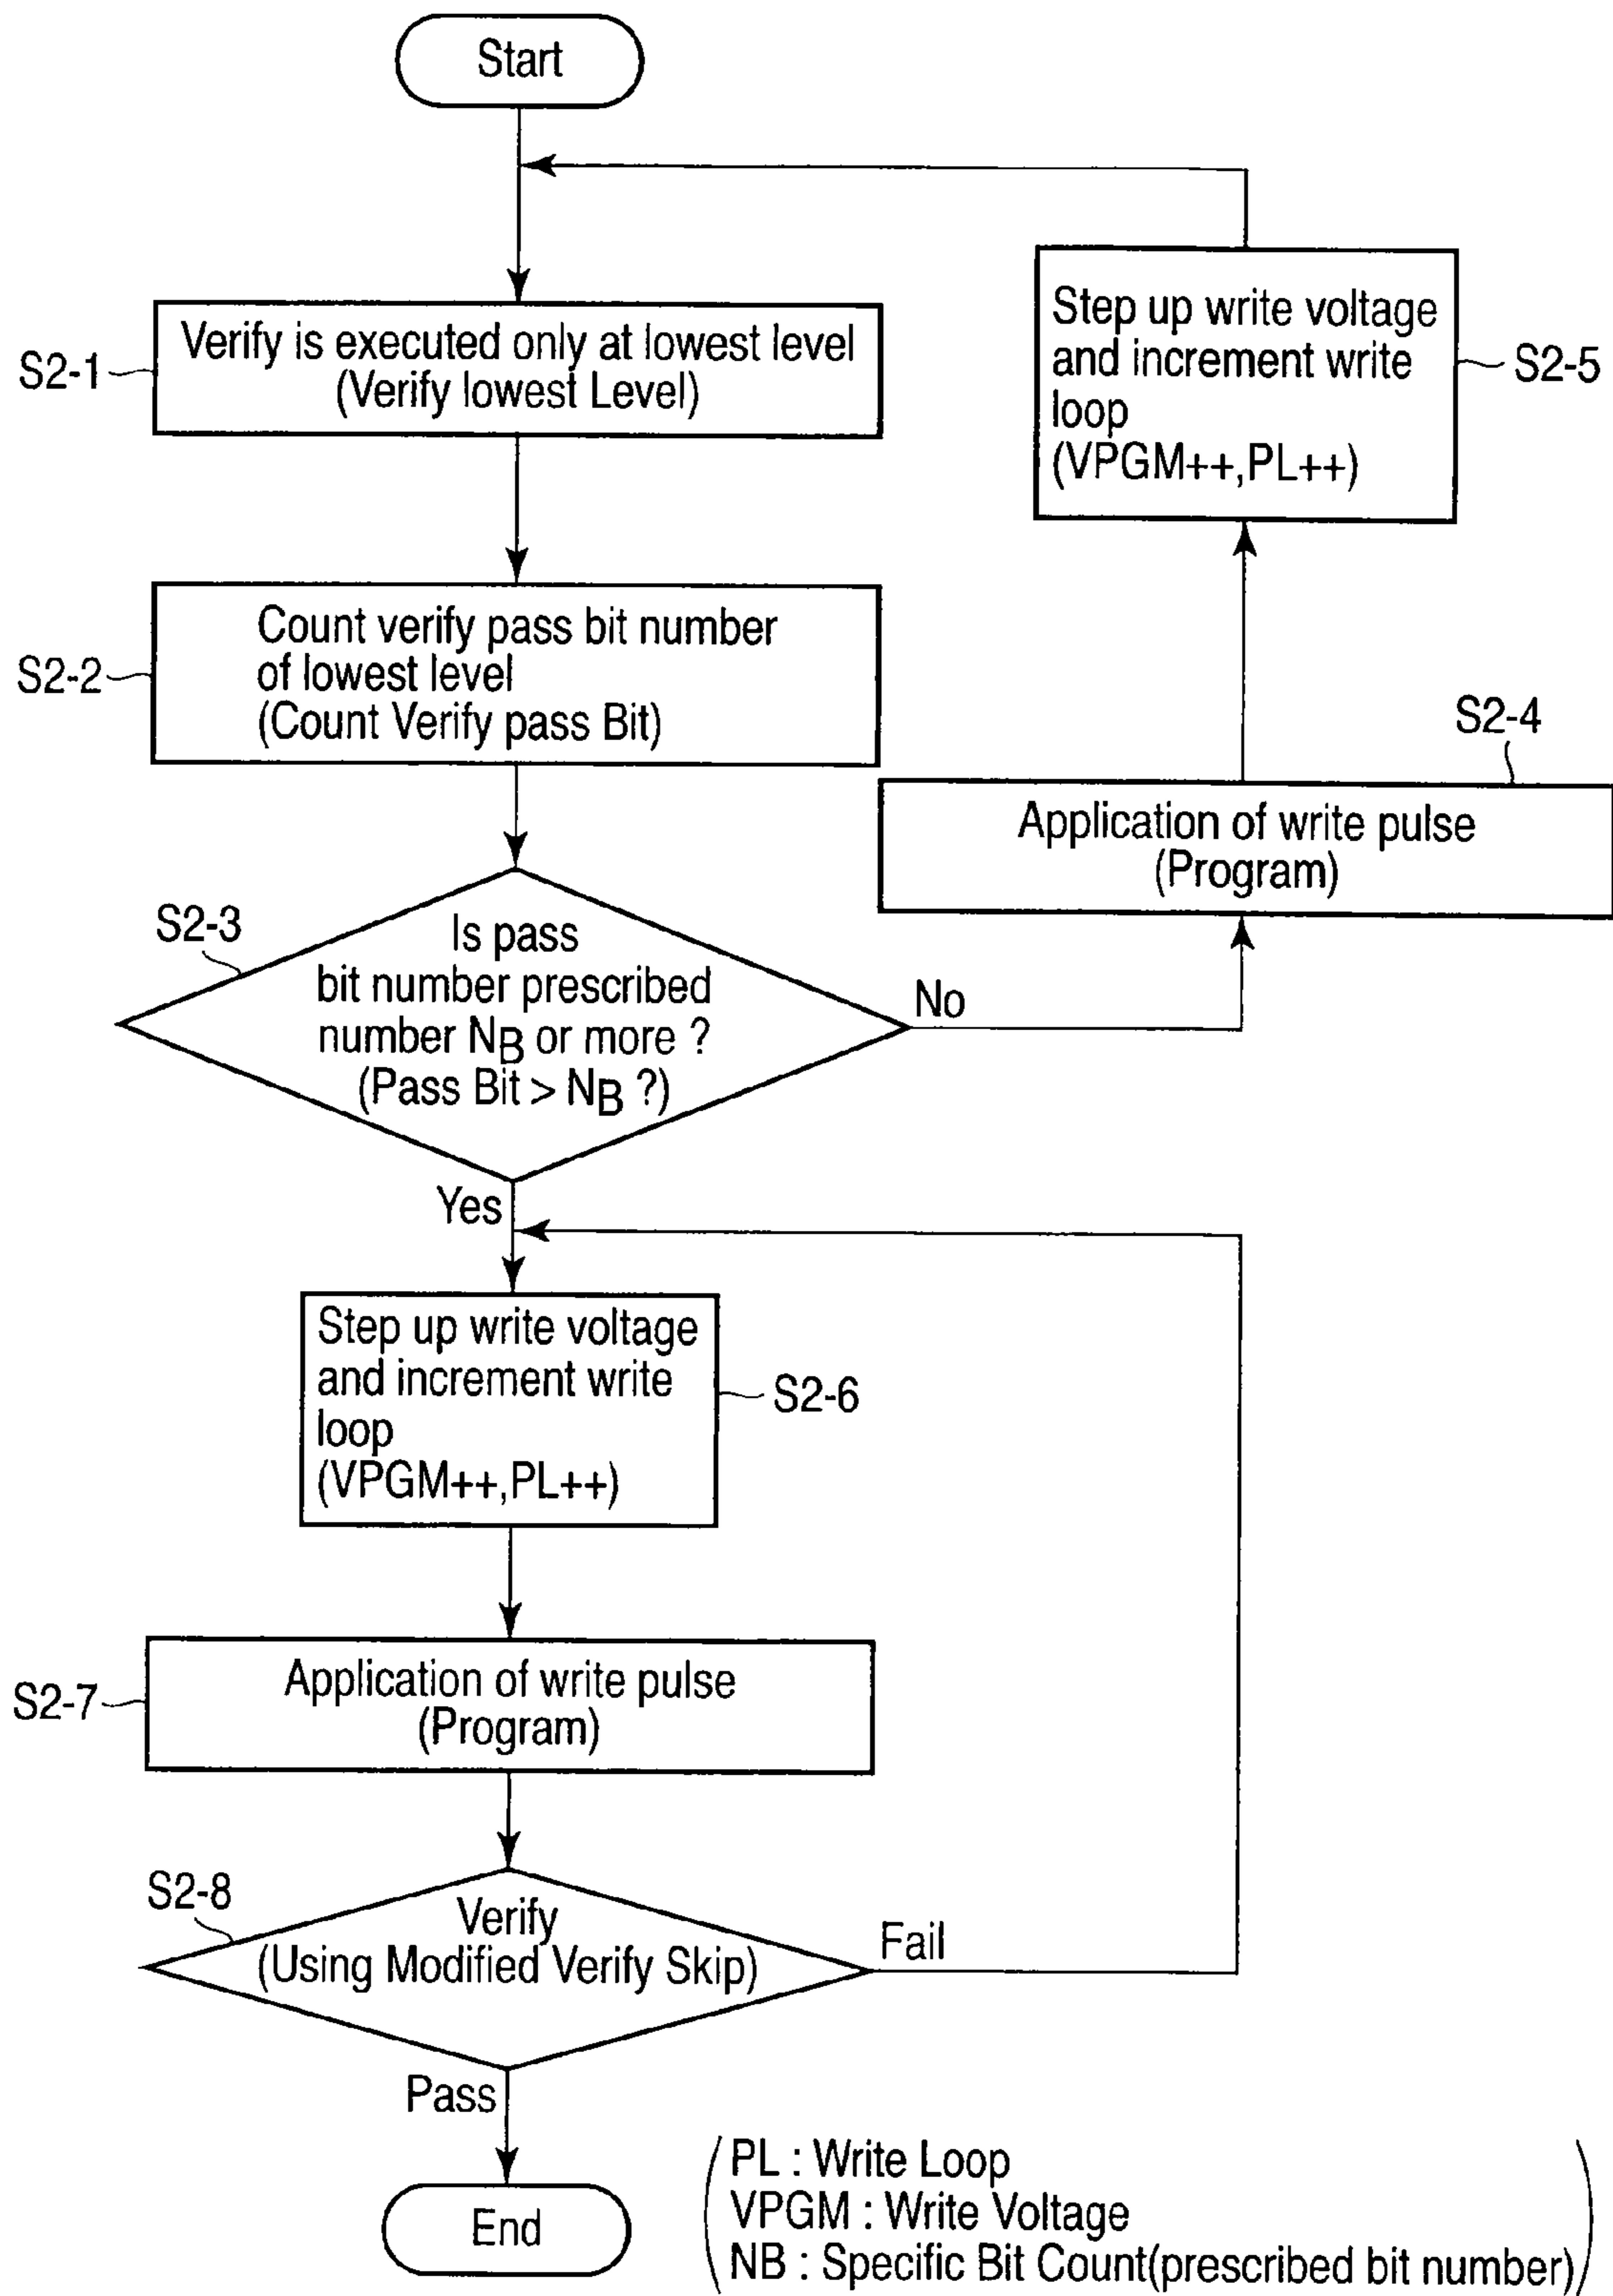 Start
S2-1
Verify is executed only at lowest level
(Verify lowest Level)
S2-2
Count verify pass bit number
of lowest level
(Count Verify pass Bit)
S2-3
Is pass
bit number prescribed
number NB or more ?
(Pass Bit > NB ?)
No
Yes
S2-4
Application of write pulse
(Program)
S2-5
Step up write voltage
and increment write
loop
(VPGM++,PL++)
Step up write voltage
and increment write
loop
(VPGM++,PL++)
S2-6
S2-7
Application of write pulse
(Program)
S2-8
Verify
(Using Modified Verify Skip)
Fail
Pass
End
PL : Write Loop
VPGM : Write Voltage
NB : Specific Bit Count(prescribed bit number)